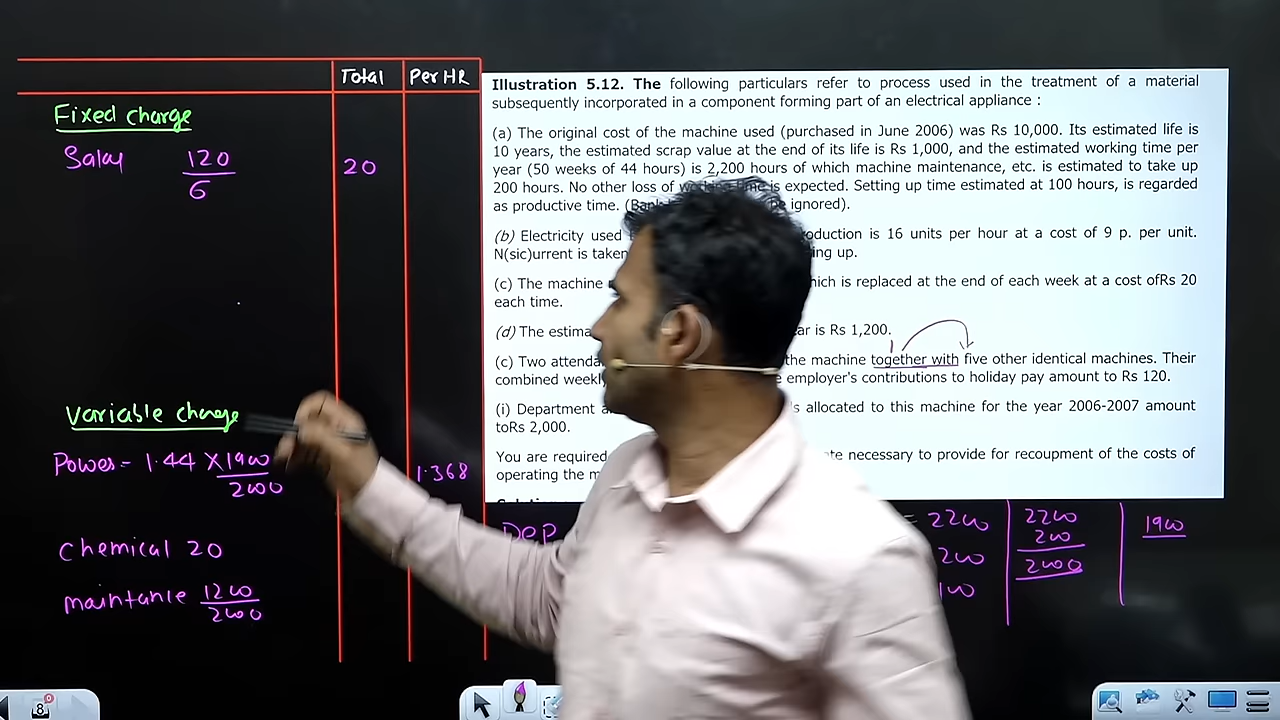 Total Per HR
Fixed charge
Salay 120
6
20
Variable charge
Power = 1.44 X 1900
2000
1.368
Chemical 20
maintanle 1200
2000
Illustration 5.12. The following particulars refer to process used in the treatment of a material
subsequently incorporated in a component forming part of an electrical appliance :
(a) The original cost of the machine used (purchased in June 2006) was Rs 10,000. Its estimated life is
10 years, the estimated scrap value at the end of its life is Rs 1,000, and the estimated working time per
year (50 weeks of 44 hours) is 2,200 hours of which machine maintenance, etc. is estimated to take up
200 hours. No other loss of working time is expected. Setting up time estimated at 100 hours, is regarded
as productive time. ignored).
(b) Electricity used oduction is 16 units per hour at a cost of 9 p. per unit.
N(sic)urrent is taken ing up.
(c) The machine hich is replaced at the end of each week at a cost ofRs 20
each time.
(d) The estima ar is Rs 1,200.
(c) Two attenda the machine together with five other identical machines. Their
combined weekl employer's contributions to holiday pay amount to Rs 120.
(i) Department a s allocated to this machine for the year 2006-2007 amount
toRs 2,000.
You are required te necessary to provide for recoupment of the costs of
operating the m
DEP = 2200 2200 1900
200 200
100 2000
8